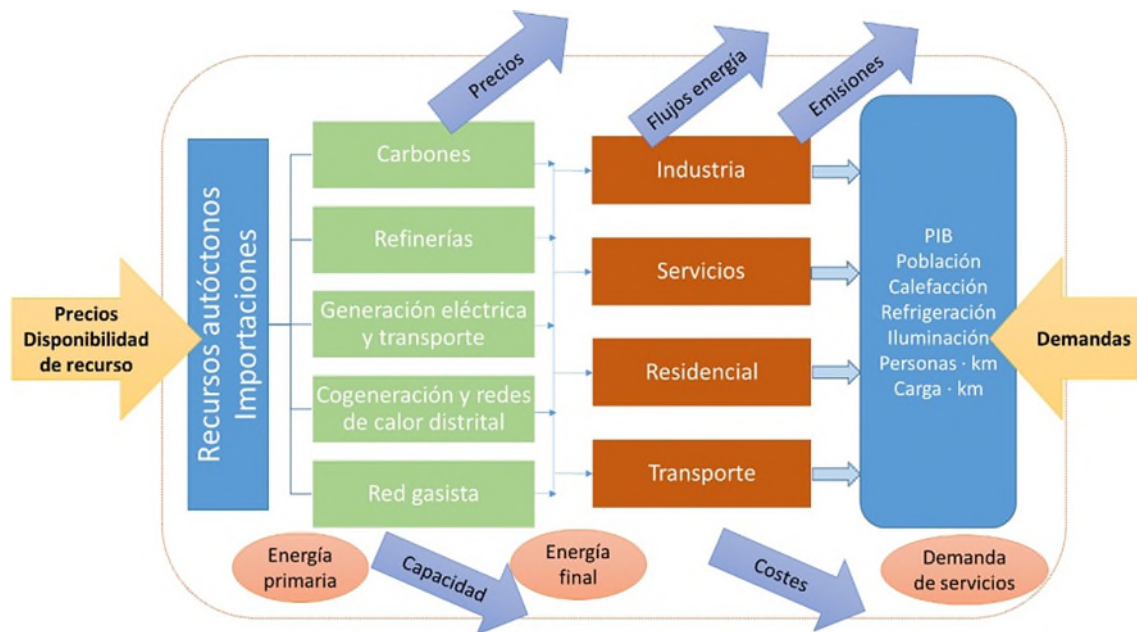 Precios
Flujos energía
Emisiones
Precios
Disponibilidad
de recurso
Recursos autóctonos
Importaciones
Carbones
Refinerías
Generación eléctrica
y transporte
Cogeneración y redes
de calor distrital
Red gasista
Industria
Servicios
Residencial
Transporte
PIB
Población
Calefacción
Refrigeración
Iluminación
Personas · km
Carga · km
Demandas
Energía
primaria
Capacidad
Energía
final
Costes
Demanda
de servicios